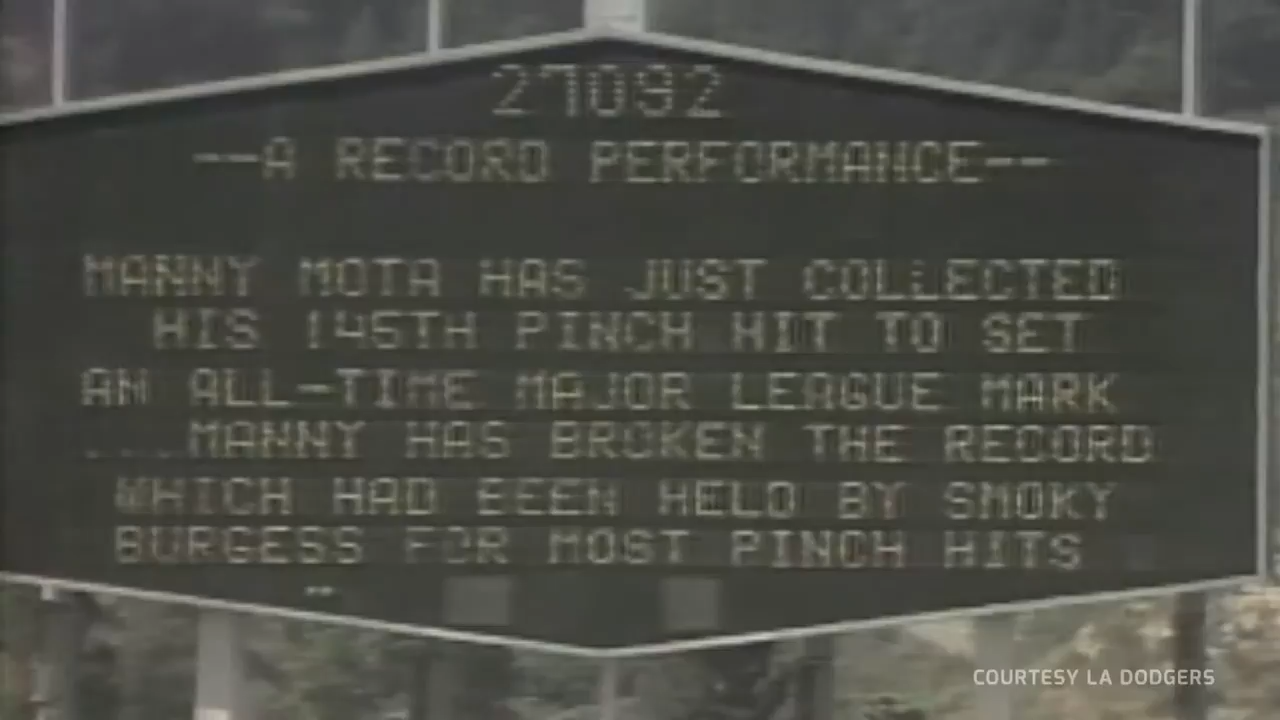 27092
--A RECORD PERFORMANCE--
MANNY MOTA HAS JUST COLLECTED
HIS 145TH PINCH HIT TO SET
AN ALL-TIME MAJOR LEAGUE MARK
....MANNY HAS BROKEN THE RECORD
WHICH HAD BEEN HELD BY SMOKY
BURGESS FOR MOST PINCH HITS
COURTESY LA DODGERS